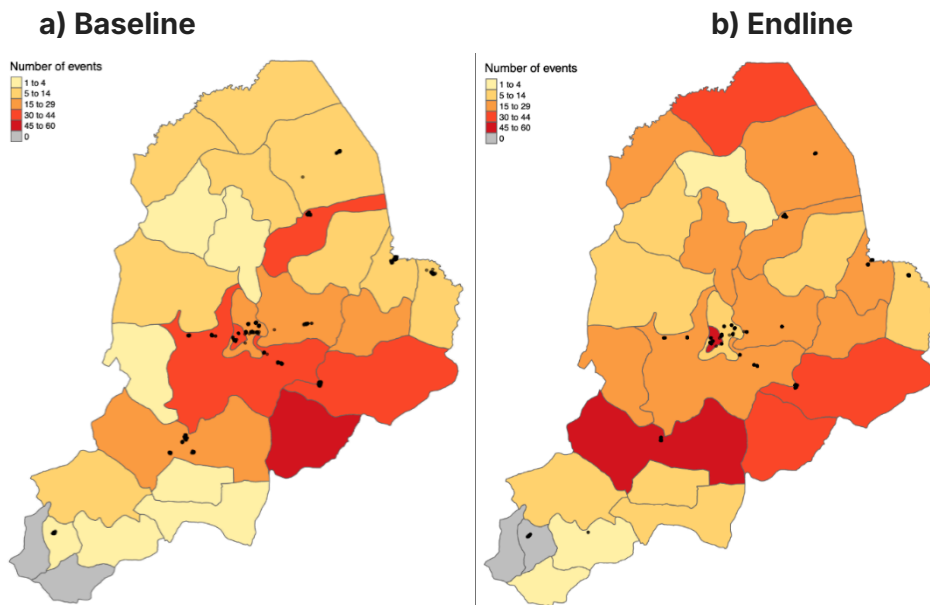 a) Baseline
b) Endline
Number of events
1 to 4
5 to 14
15 to 29
30 to 44
45 to 60
0
Number of events
1 to 4
5 to 14
15 to 29
30 to 44
45 to 60
0